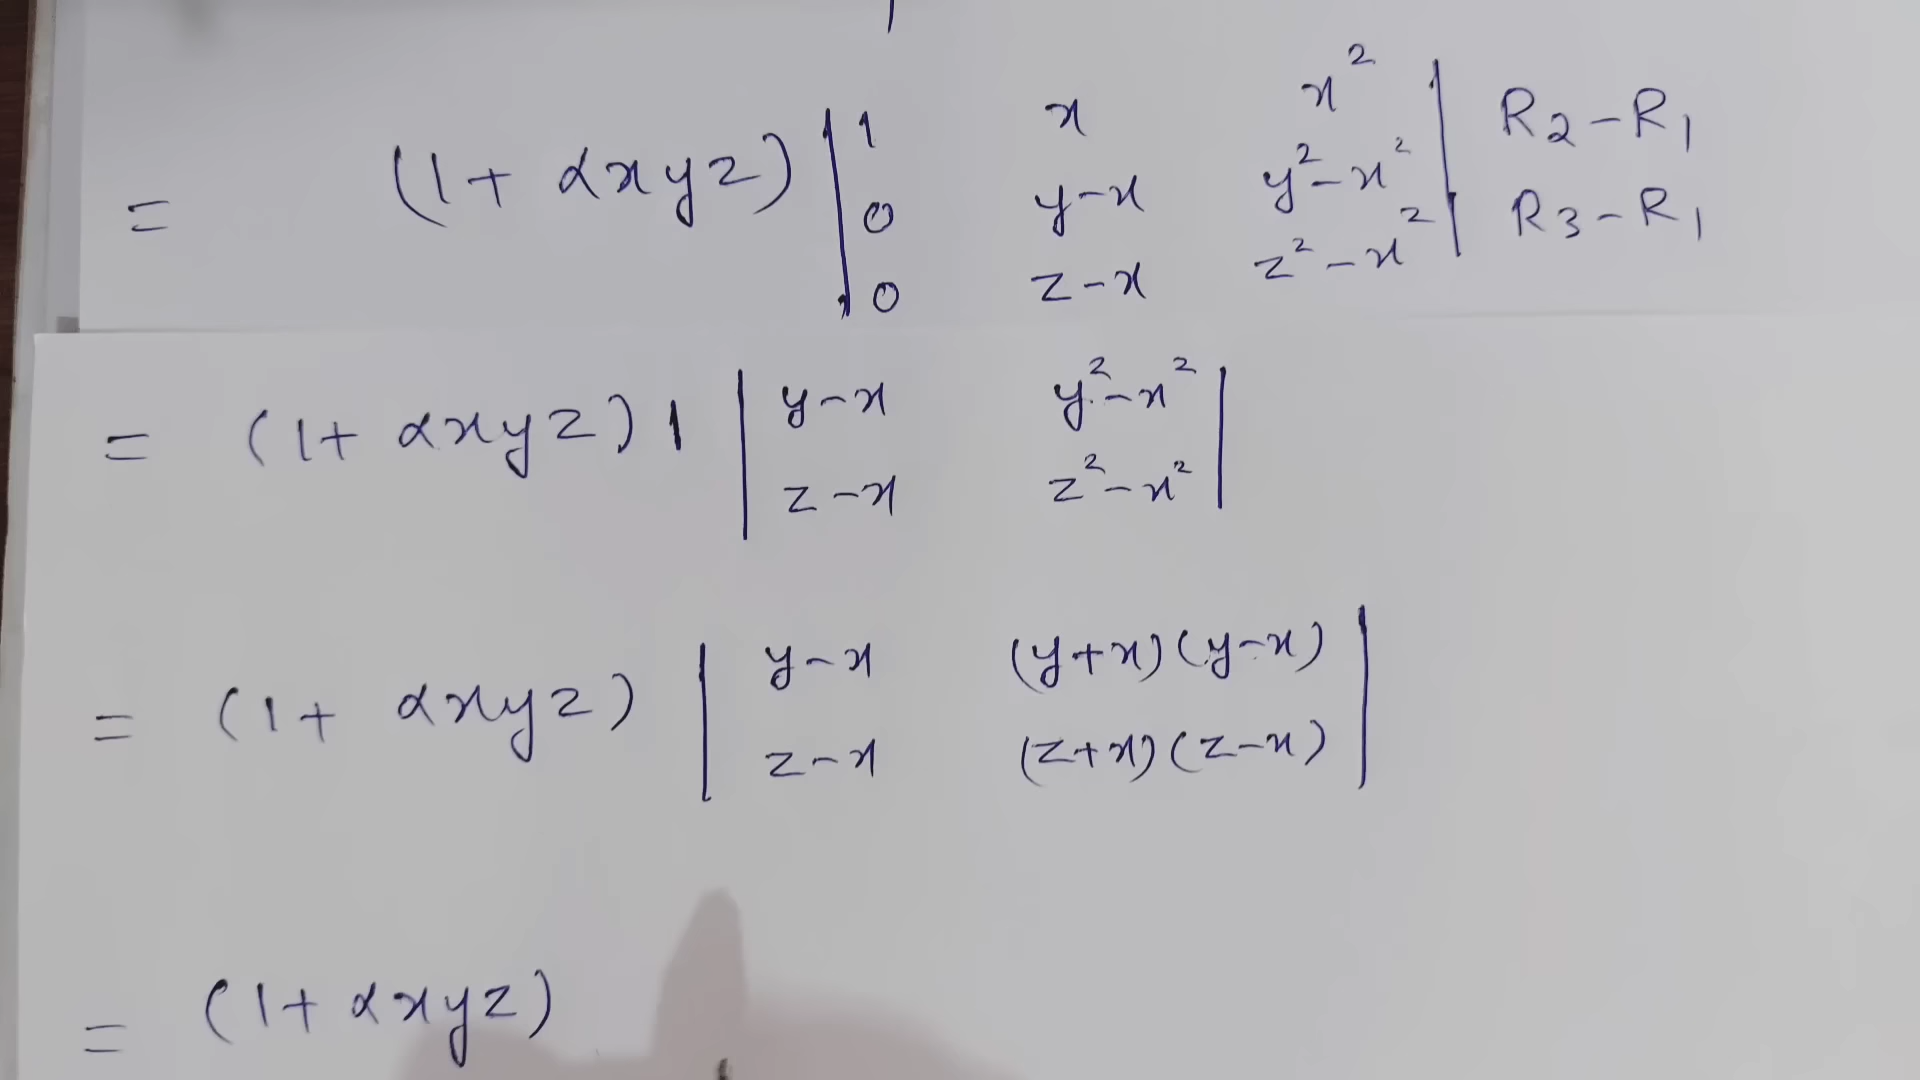 = (1+ αxyz) | 1 x x² | R₂-R₁
| 0 y-x y²-x² | R₃-R₁
| 0 z-x z²-x² |
= (1+ αxyz) 1 | y-x y²-x² |
| z-x z²-x² |
= (1+ αxyz) | y-x (y+x)(y-x) |
| z-x (z+x)(z-x) |
= (1+ αxyz)